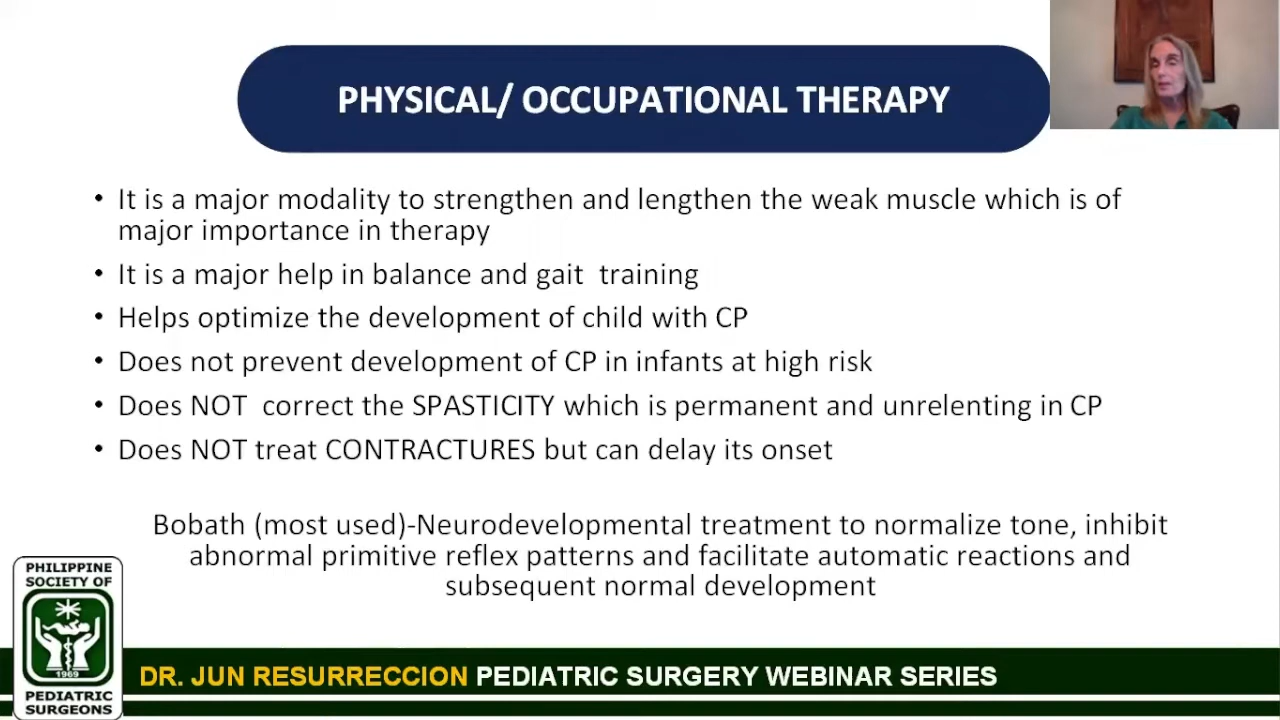 PHYSICAL/ OCCUPATIONAL THERAPY
• It is a major modality to strengthen and lengthen the weak muscle which is of
major importance in therapy
• It is a major help in balance and gait  training
• Helps optimize the development of child with CP
• Does not prevent development of CP in infants at high risk
• Does NOT  correct the SPASTICITY which is permanent and unrelenting in CP
• Does NOT treat CONTRACTURES but can delay its onset
Bobath (most used)-Neurodevelopmental treatment to normalize tone, inhibit
abnormal primitive reflex patterns and facilitate automatic reactions and
subsequent normal development
PHILIPPINE
SOCIETY OF
1969
PEDIATRIC
SURGEONS
DR. JUN RESURRECCION PEDIATRIC SURGERY WEBINAR SERIES